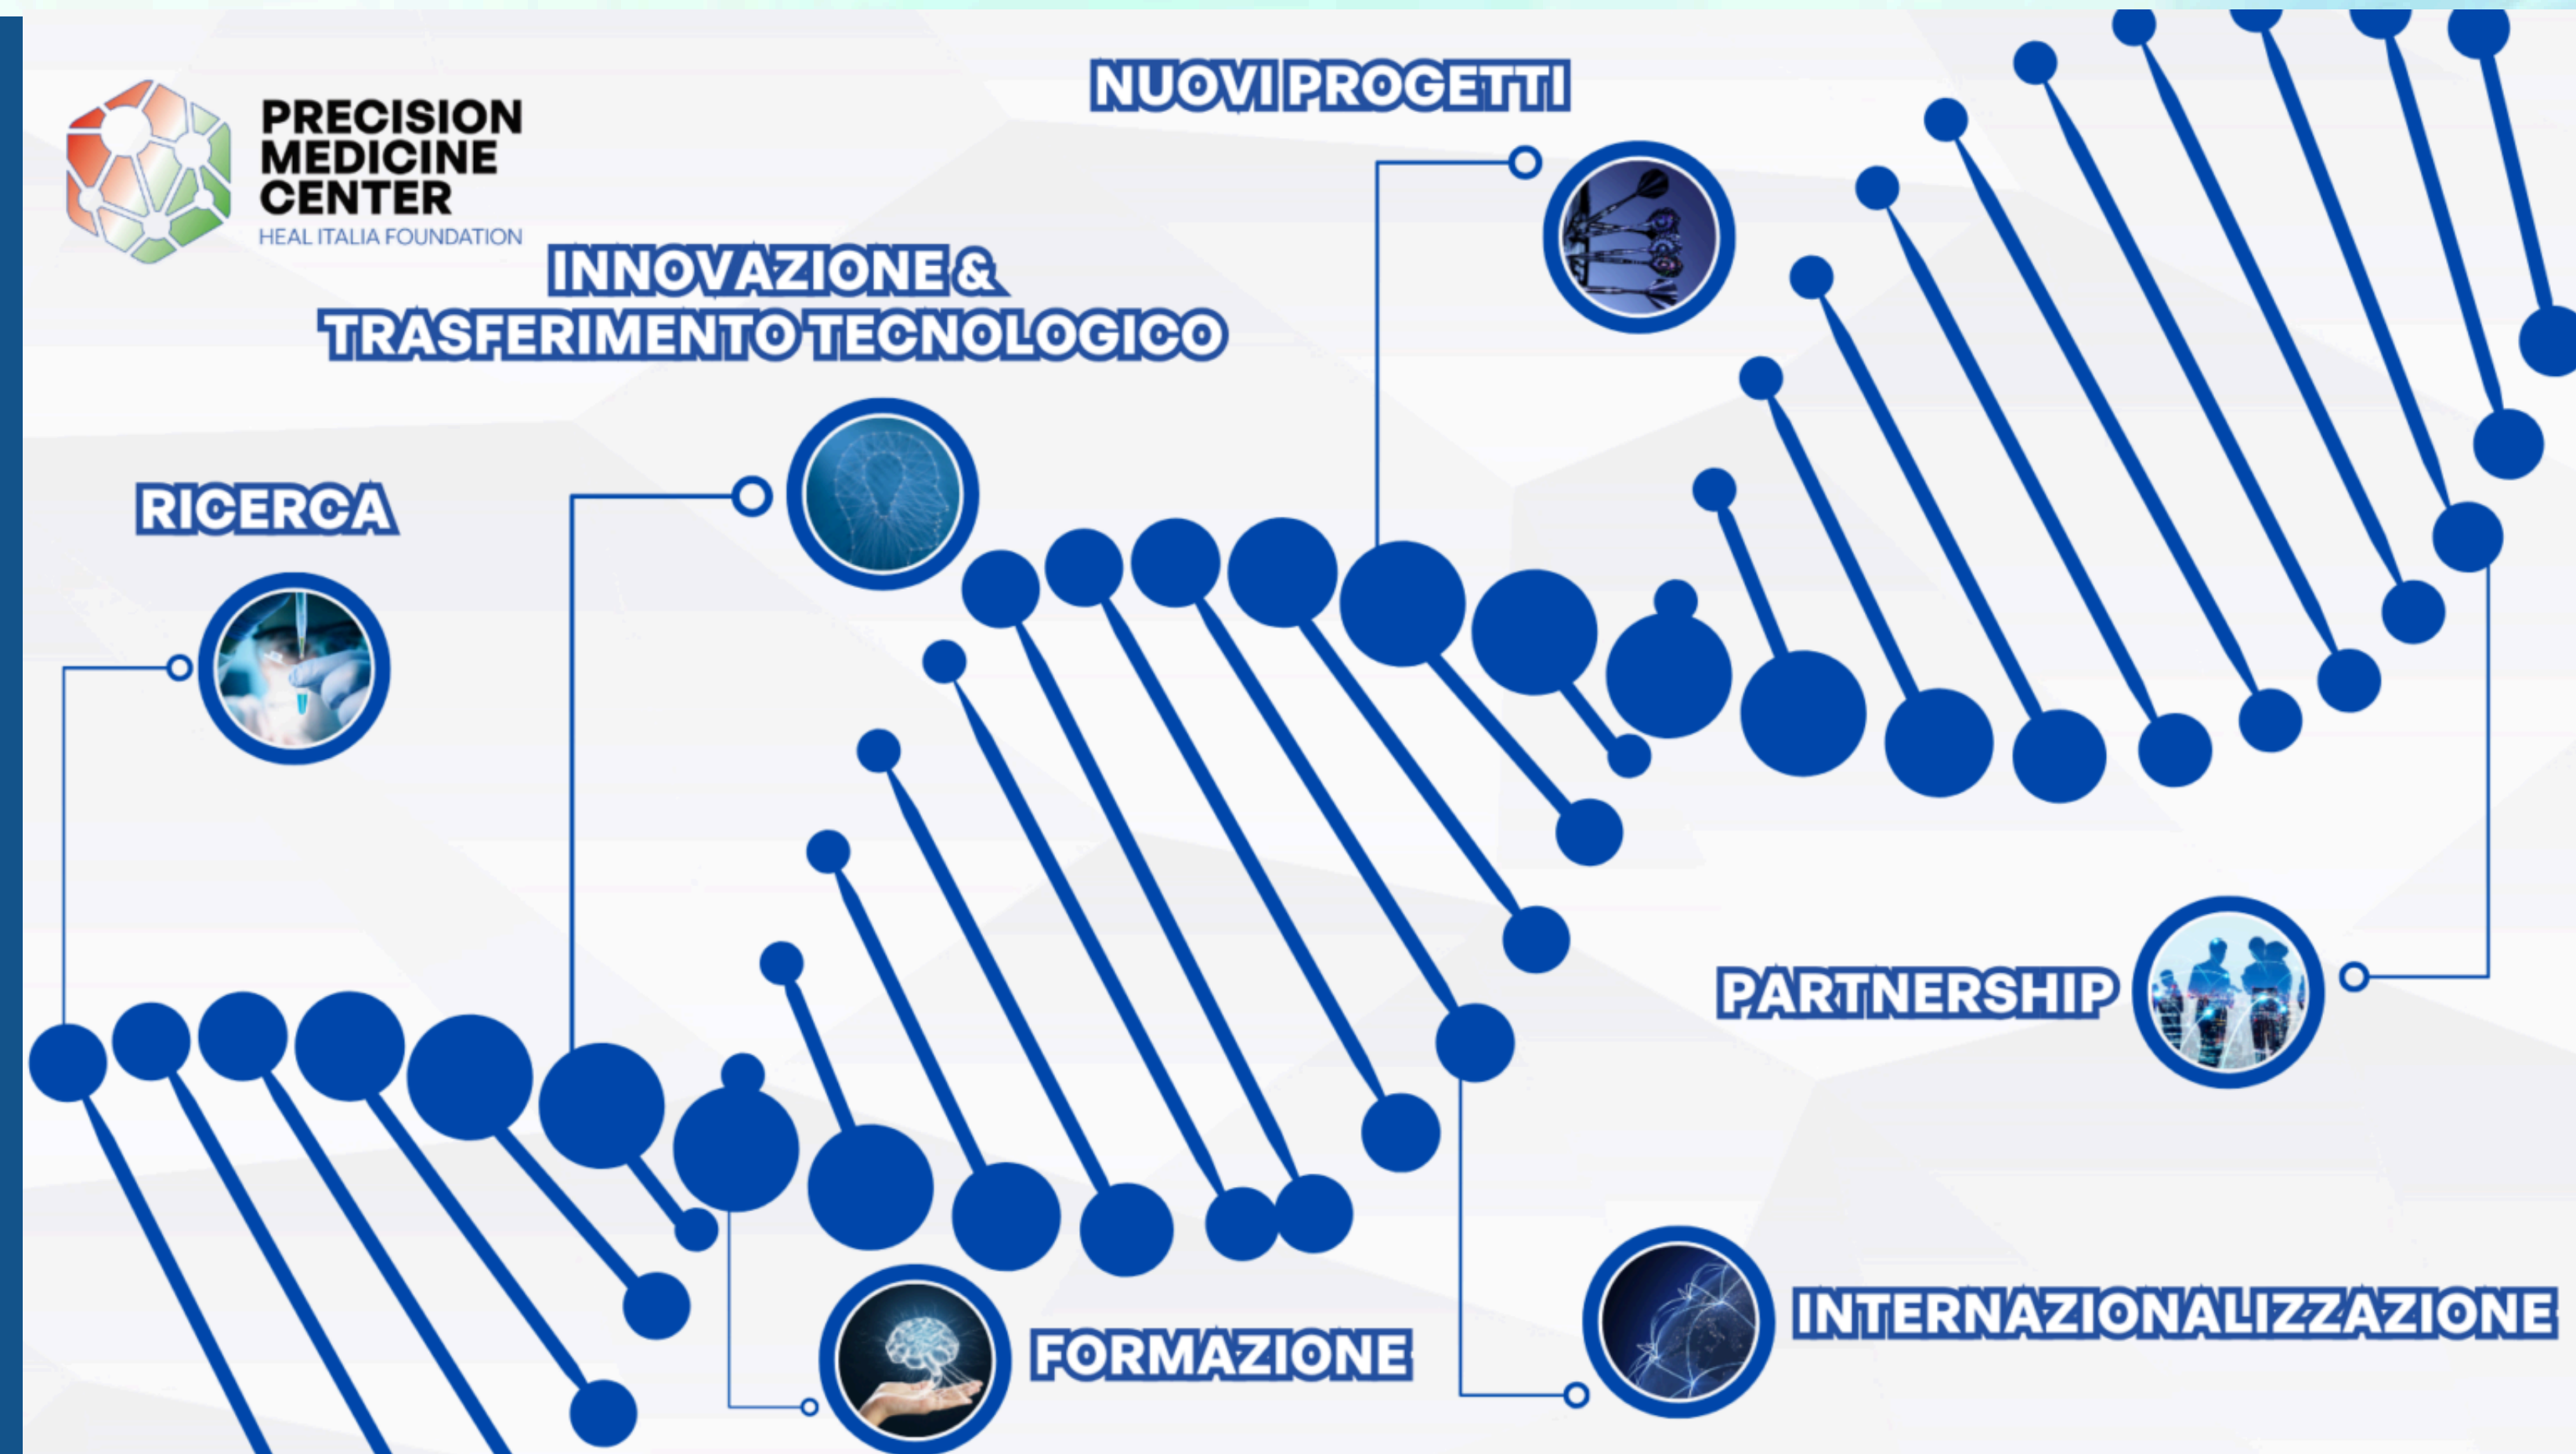 PRECISION
MEDICINE
CENTER
HEAL ITALIA FOUNDATION
NUOVI PROGETTI
INNOVAZIONE &
TRASFERIMENTO TECNOLOGICO
RICERCA
PARTNERSHIP
INTERNAZIONALIZZAZIONE
FORMAZIONE